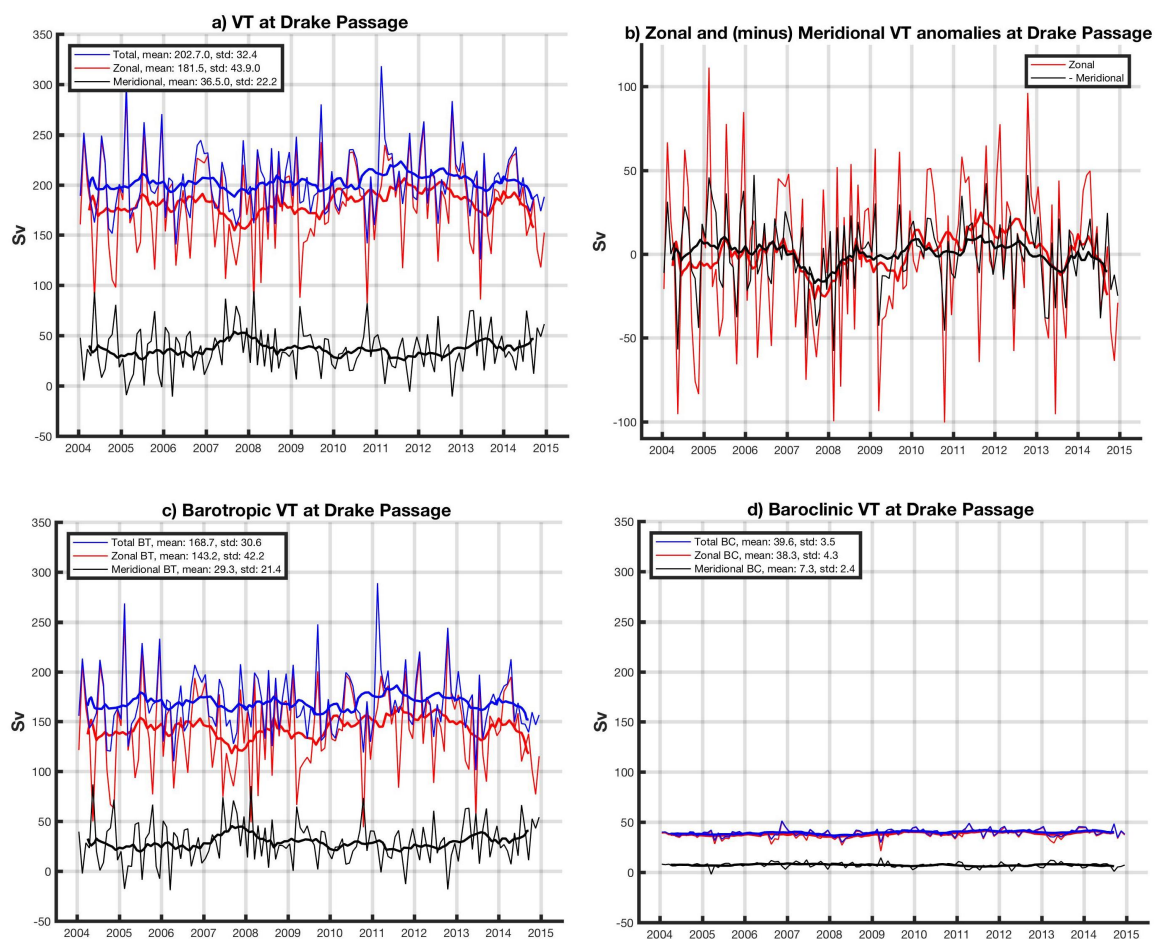 a) VT at Drake Passage
350
300
250
200
150
100
50
0
-50
Sv
Total, mean: 202.7.0, std: 32.4
Zonal, mean: 181.5, std: 43.9.0
Meridional, mean: 36.5.0, std: 22.2
2004 2005 2006 2007 2008 2009 2010 2011 2012 2013 2014 2015
b) Zonal and (minus) Meridional VT anomalies at Drake Passage
100
50
0
-50
-100
Sv
Zonal
- Meridional
2004 2005 2006 2007 2008 2009 2010 2011 2012 2013 2014 2015
c) Barotropic VT at Drake Passage
350
300
250
200
150
100
50
0
-50
Sv
Total BT, mean: 168.7, std: 30.6
Zonal BT, mean: 143.2, std: 42.2
Meridional BT, mean: 29.3, std: 21.4
2004 2005 2006 2007 2008 2009 2010 2011 2012 2013 2014 2015
d) Baroclinic VT at Drake Passage
350
300
250
200
150
100
50
0
-50
Sv
Total BC, mean: 39.6, std: 3.5
Zonal BC, mean: 38.3, std: 4.3
Meridional BC, mean: 7.3, std: 2.4
2004 2005 2006 2007 2008 2009 2010 2011 2012 2013 2014 2015